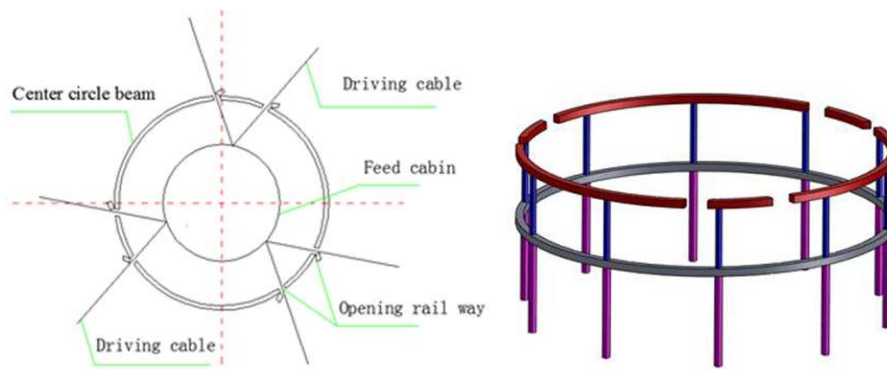 Driving cable
Center circle beam
Feed cabin
Opening rail way
Driving cable